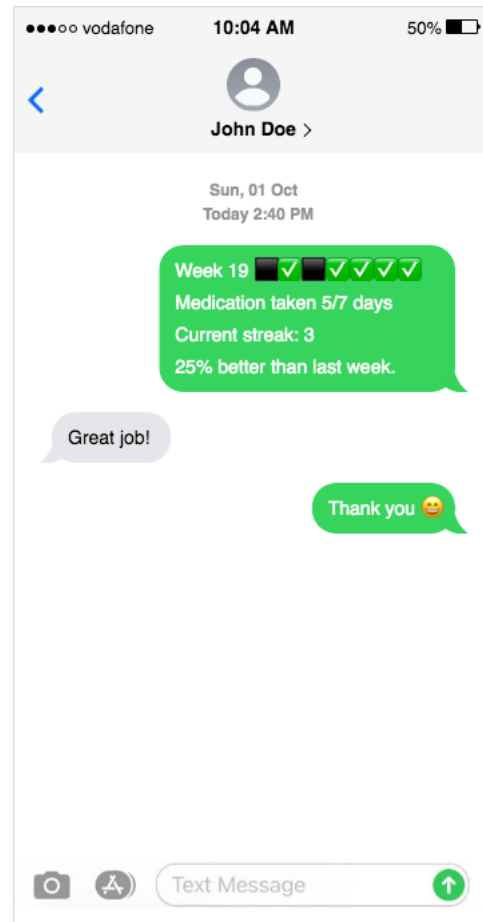 ●●●○○ vodafone 10:04 AM 50%
John Doe >
Sun, 01 Oct
Today 2:40 PM
Week 19 ⬛✅⬛✅✅✅✅
Medication taken 5/7 days
Current streak: 3
25% better than last week.
Great job!
Thank you 😄
Text Message